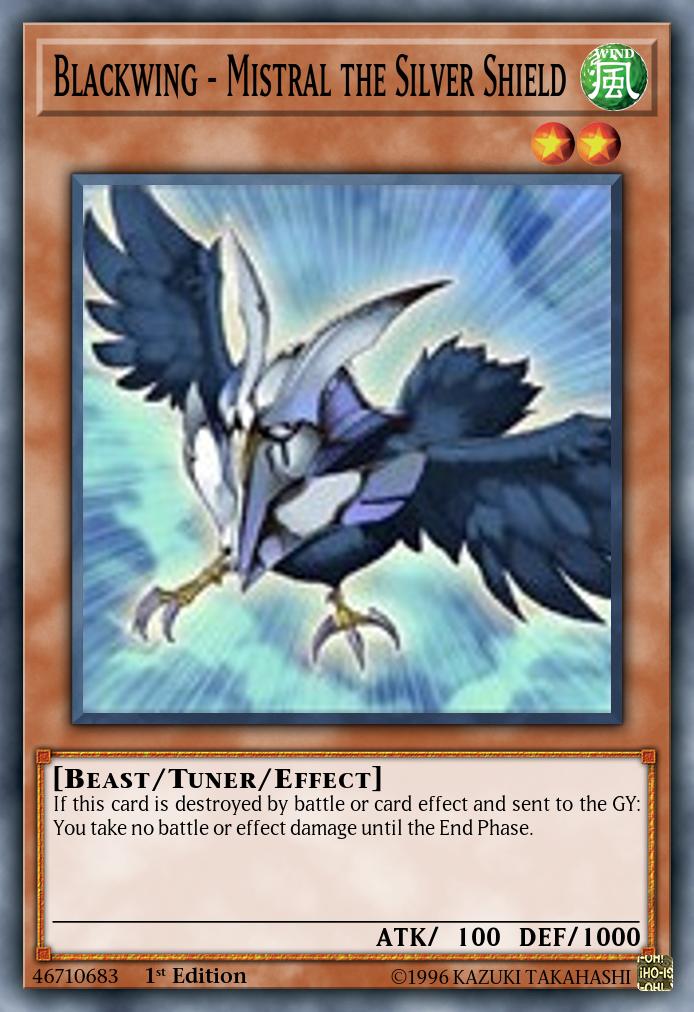 Blackwing - Mistral the Silver Shield
WIND
風
[Beast/Tuner/Effect]
If this card is destroyed by battle or card effect and sent to the GY:
You take no battle or effect damage until the End Phase.
ATK/ 100 DEF/1000
46710683 1st Edition ©1996 KAZUKI TAKAHASHI